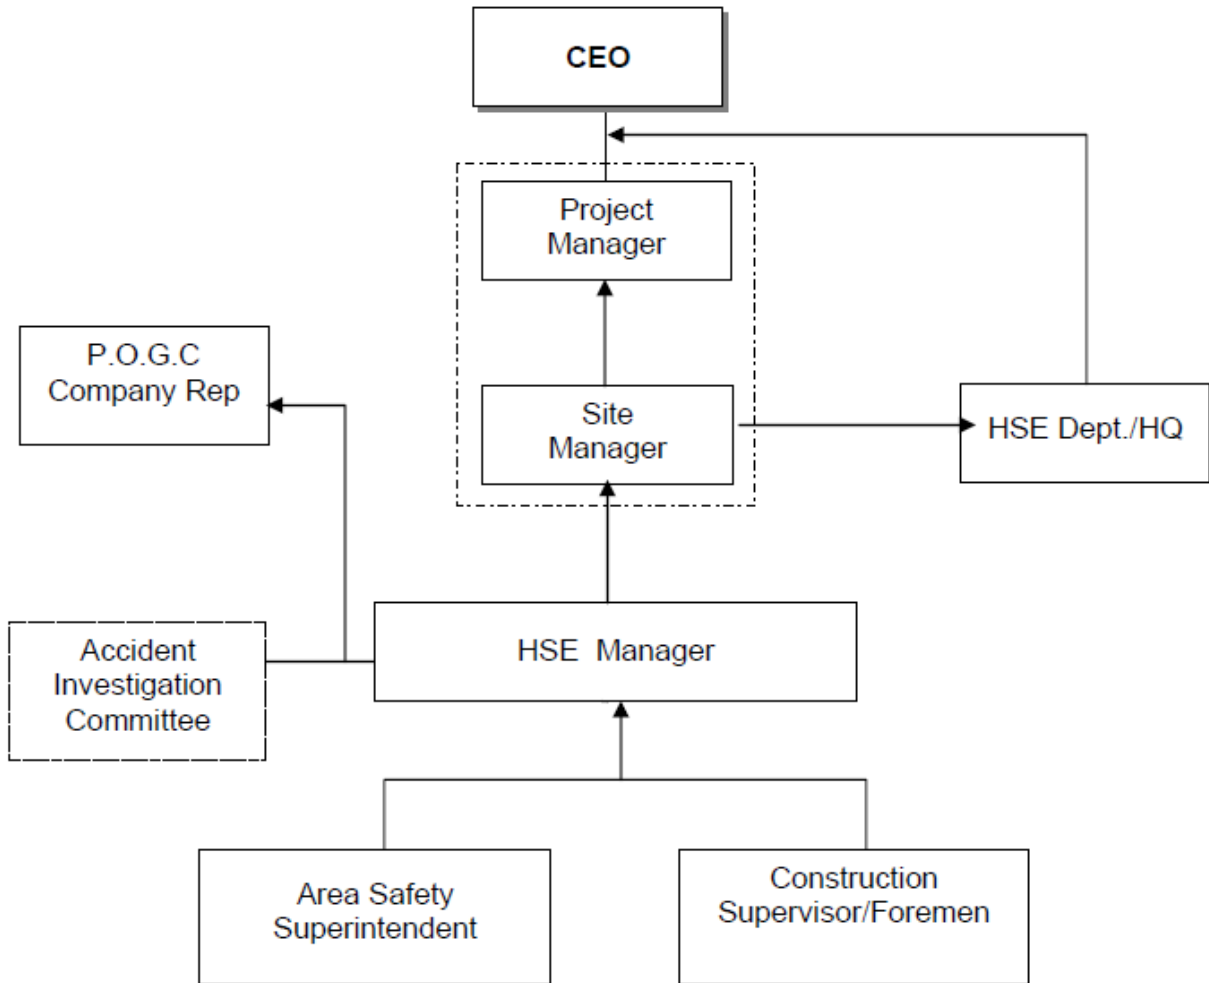 CEO
Project
Manager
P.O.G.C
Company Rep
Site
Manager
HSE Dept./HQ
Accident
Investigation
Committee
HSE  Manager
Area Safety
Superintendent
Construction
Supervisor/Foremen